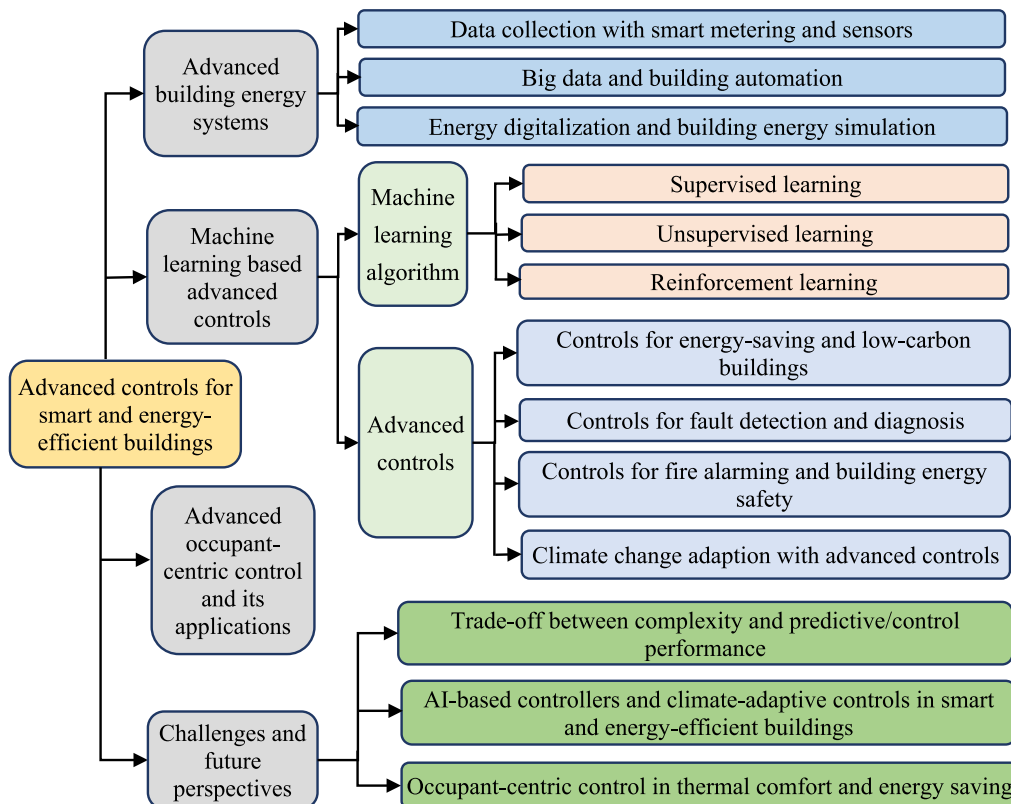 Advanced controls for
smart and energy-
efficient buildings
Advanced
building energy
systems
Data collection with smart metering and sensors
Big data and building automation
Energy digitalization and building energy simulation
Machine
learning based
advanced
controls
Machine
learning
algorithm
Supervised learning
Unsupervised learning
Reinforcement learning
Advanced
controls
Controls for energy-saving and low-carbon
buildings
Controls for fault detection and diagnosis
Controls for fire alarming and building energy
safety
Climate change adaption with advanced controls
Advanced
occupant-
centric control
and its
applications
Challenges and
future
perspectives
Trade-off between complexity and predictive/control
performance
AI-based controllers and climate-adaptive controls in smart
and energy-efficient buildings
Occupant-centric control in thermal comfort and energy saving